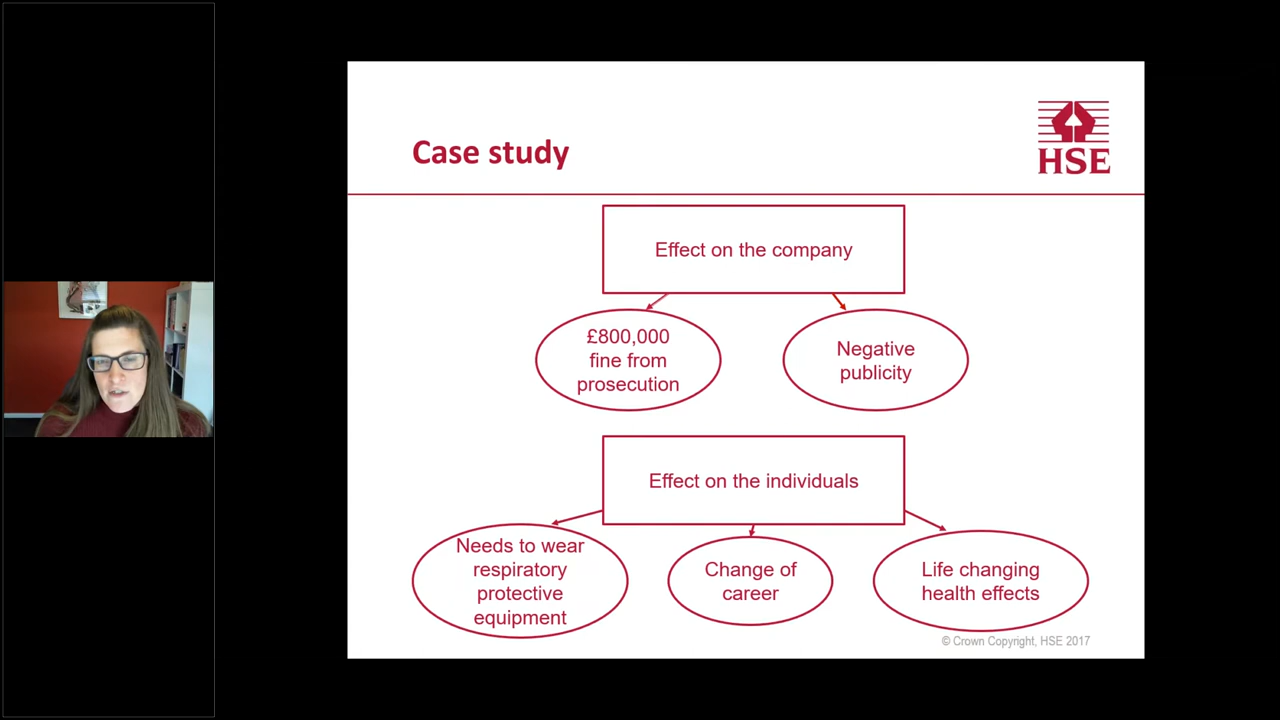 Case study
HSE
Effect on the company
£800,000
fine from
prosecution
Negative
publicity
Effect on the individuals
Needs to wear
respiratory
protective
equipment
Change of
career
Life changing
health effects
© Crown Copyright, HSE 2017